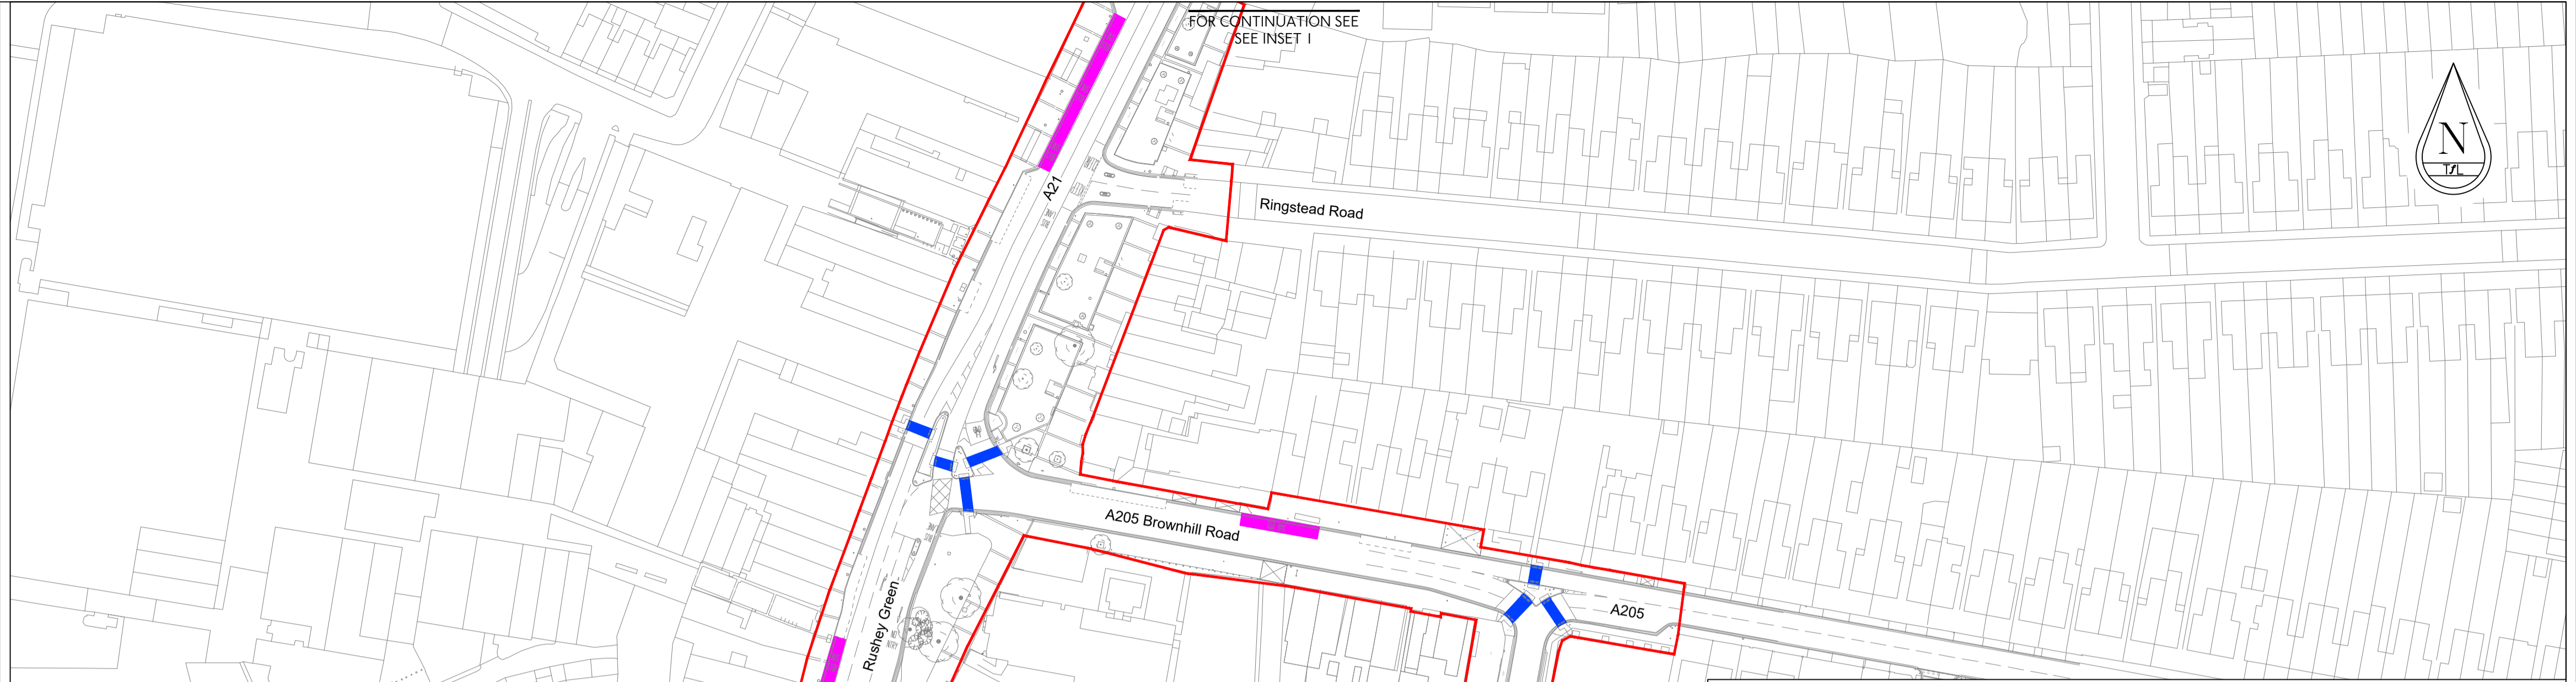 FOR CONTINUATION SEE
SEE INSET 1
N
TfL
A21
Ringstead Road
A205 Brownhill Road
A205
Rushey Green